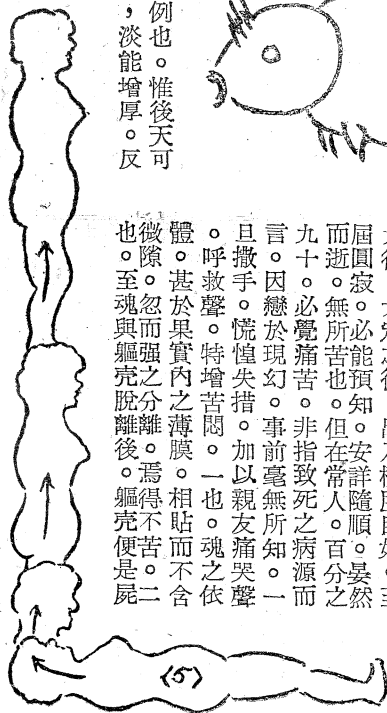 例也。惟後天可
，淡能增厚。反
至
屆圓寂。必能預知。安詳隨順。晏然
而逝。無所苦也。但在常人。百分之
九十。必覺痛苦。非指致死之病源而
言。因戀於現幻。事前毫無所知。一
旦撒手。慌惶失措。加以親友痛哭聲
。呼救聲。特增苦悶。一也。魂之依
體。甚於果實內之薄膜。相貼而不含
微隙。忽而强之分離。焉得不苦。二
也。至魂與軀壳脫離後。軀壳便是屍
(5)